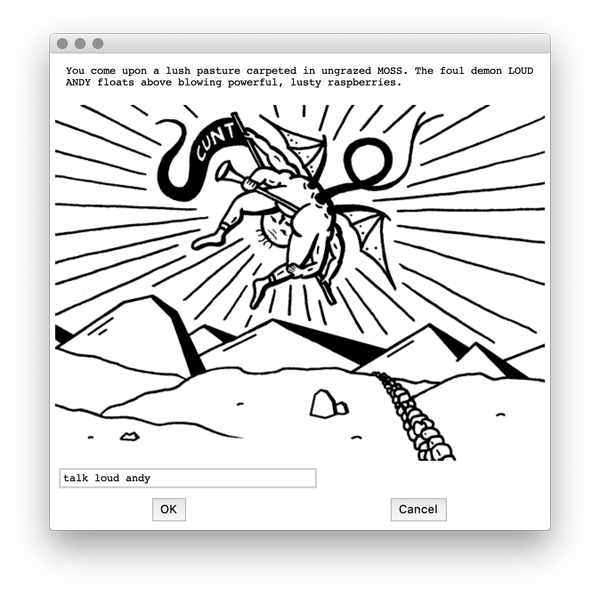 You come upon a lush pasture carpeted in ungrazed MOSS. The foul demon LOUD
ANDY floats above blowing powerful, lusty raspberries.
CUNT
talk loud andy
OK Cancel